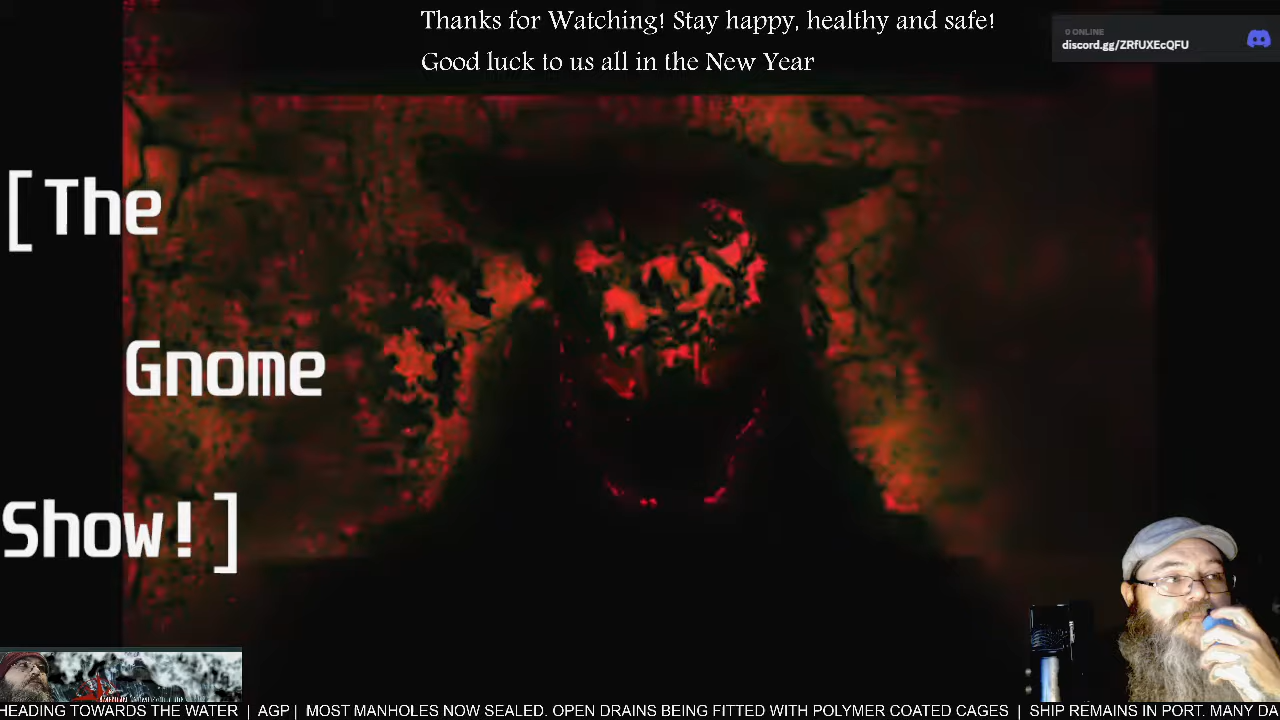 Thanks for Watching! Stay happy, healthy and safe!
Good luck to us all in the New Year
0 ONLINE
discord.gg/ZRfUXEcQFU
[The
Gnome
Show!]
HEADING TOWARDS THE WATER | AGP | MOST MANHOLES NOW SEALED. OPEN DRAINS BEING FITTED WITH POLYMER COATED CAGES | SHIP REMAINS IN PORT. MANY DA